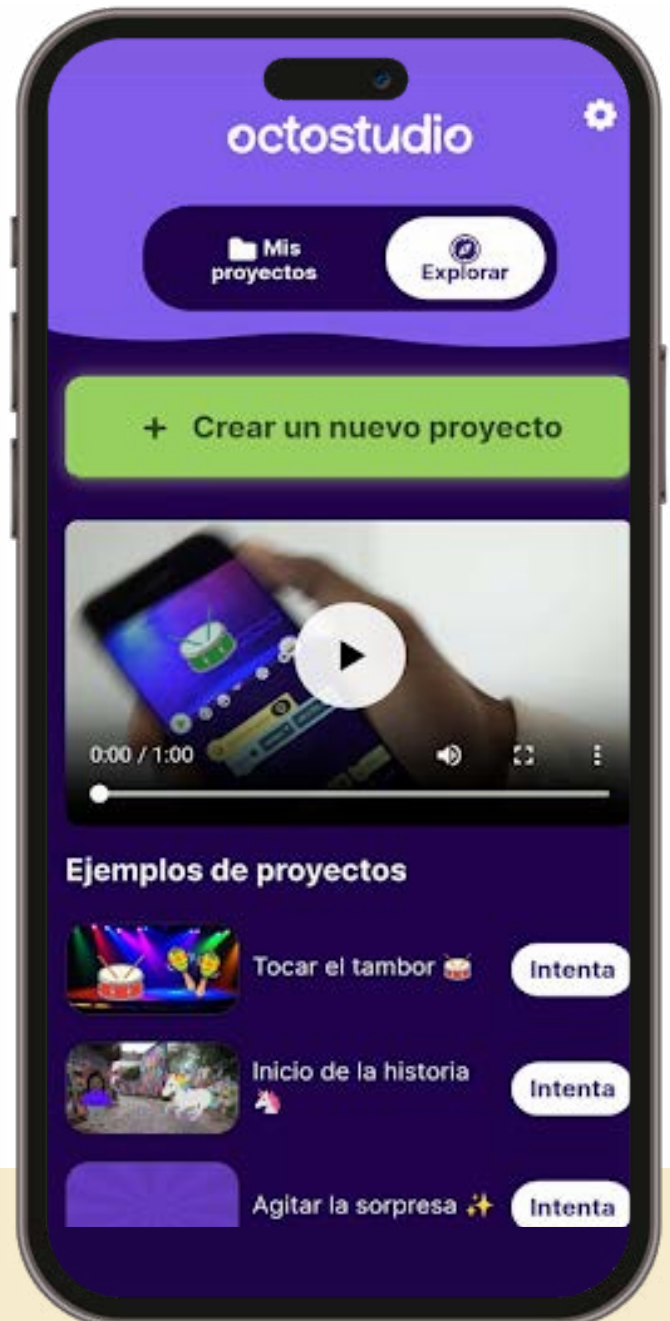 octostudio
Mis
proyectos
Explorar
+ Crear un nuevo proyecto
0:00 / 1:00
Ejemplos de proyectos
Tocar el tambor 🥁
Intenta
Inicio de la historia
🦄
Intenta
Agitar la sorpresa ✨
Intenta